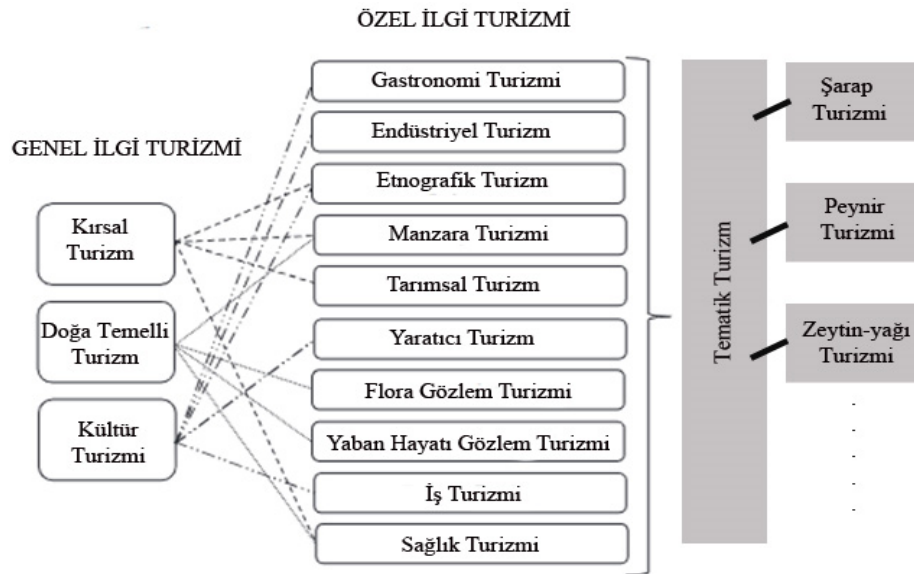 ÖZEL İLGİ TURİZMİ
GENEL İLGİ TURİZMİ
Kırsal
Turizm
Doğa Temelli
Turizm
Kültür
Turizmi
Gastronomi Turizmi
Endüstriyel Turizm
Etnografik Turizm
Manzara Turizmi
Tarımsal Turizm
Yaratıcı Turizm
Flora Gözlem Turizmi
Yaban Hayatı Gözlem Turizmi
İş Turizmi
Sağlık Turizmi
Tematik Turizm
Şarap
Turizmi
Peynir
Turizmi
Zeytin-yağı
Turizmi